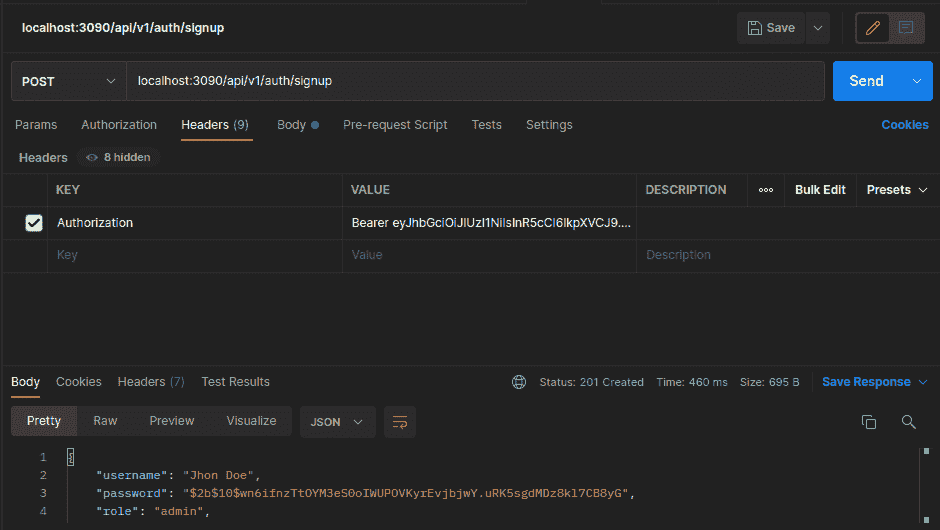 localhost:3090/api/v1/auth/signup
Save
POST
localhost:3090/api/v1/auth/signup
Send
Params Authorization Headers (9) Body Pre-request Script Tests Settings Cookies
Headers 8 hidden
KEY VALUE DESCRIPTION ooo Bulk Edit Presets
Authorization Bearer eyJhbGciOiJIUzI1NiIsInR5cCI6IkpXVCJ9....
Key Value Description
Body Cookies Headers (7) Test Results Status: 201 Created Time: 460 ms Size: 695 B Save Response
Pretty Raw Preview Visualize JSON
1 {
2 "username": "Jhon Doe",
3 "password": "$2b$10$wn6ifnzTtOYM3eS0oIWUPOVKyrEvjbjwY.uRK5sgdMDz8kl7CB8yG",
4 "role": "admin",